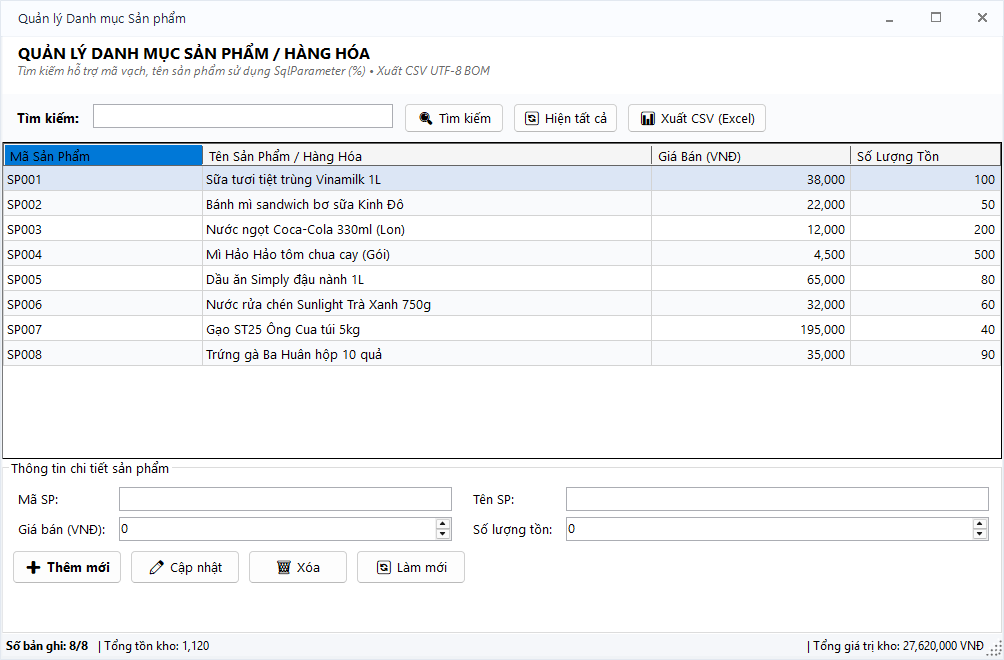 Quản lý Danh mục Sản phẩm
QUẢN LÝ DANH MỤC SẢN PHẨM / HÀNG HÓA
Tìm kiếm hỗ trợ mã vạch, tên sản phẩm sử dụng SqlParameter (%) • Xuất CSV UTF-8 BOM
Tìm kiếm: Tìm kiếm Hiện tất cả Xuất CSV (Excel)
Mã Sản Phẩm Tên Sản Phẩm / Hàng Hóa Giá Bán (VNĐ) Số Lượng Tồn
SP001 Sữa tươi tiệt trùng Vinamilk 1L 38,000 100
SP002 Bánh mì sandwich bơ sữa Kinh Đô 22,000 50
SP003 Nước ngọt Coca-Cola 330ml (Lon) 12,000 200
SP004 Mì Hảo Hảo tôm chua cay (Gói) 4,500 500
SP005 Dầu ăn Simply đậu nành 1L 65,000 80
SP006 Nước rửa chén Sunlight Trà Xanh 750g 32,000 60
SP007 Gạo ST25 Ông Cua túi 5kg 195,000 40
SP008 Trứng gà Ba Huân hộp 10 quả 35,000 90
Thông tin chi tiết sản phẩm
Mã SP: Tên SP:
Giá bán (VNĐ): 0 Số lượng tồn: 0
Thêm mới Cập nhật Xóa Làm mới
Số bản ghi: 8/8 | Tổng tồn kho: 1,120 | Tổng giá trị kho: 27,620,000 VNĐ